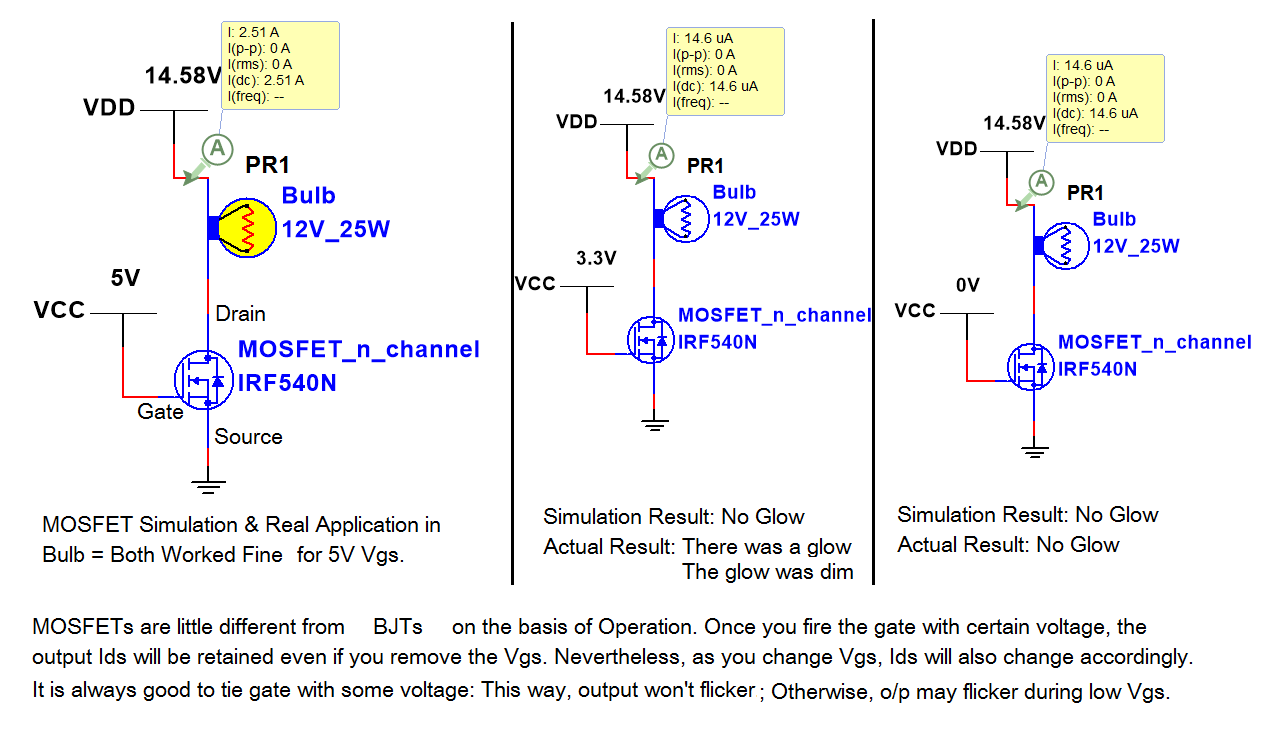 I: 2.51 A
I(p-p): 0 A
I(rms): 0 A
I(dc): 2.51 A
I(freq): --
14.58V
VDD
A
PR1
Bulb
12V_25W
5V
VCC
Drain
MOSFET_n_channel
IRF540N
Gate
Source
MOSFET Simulation & Real Application in
Bulb = Both Worked Fine for 5V Vgs.
I: 14.6 uA
I(p-p): 0 A
I(rms): 0 A
I(dc): 14.6 uA
I(freq): --
14.58V
VDD
A
PR1
Bulb
12V_25W
3.3V
VCC
MOSFET_n_channel
IRF540N
Simulation Result: No Glow
Actual Result: There was a glow
The glow was dim
I: 14.6 uA
I(p-p): 0 A
I(rms): 0 A
I(dc): 14.6 uA
I(freq): --
14.58V
VDD
A
PR1
Bulb
12V_25W
0V
VCC
MOSFET_n_channel
IRF540N
Simulation Result: No Glow
Actual Result: No Glow
MOSFETs are little different from BJTs on the basis of Operation. Once you fire the gate with certain voltage, the
output Ids will be retained even if you remove the Vgs. Nevertheless, as you change Vgs, Ids will also change accordingly.
It is always good to tie gate with some voltage: This way, output won't flicker ; Otherwise, o/p may flicker during low Vgs.